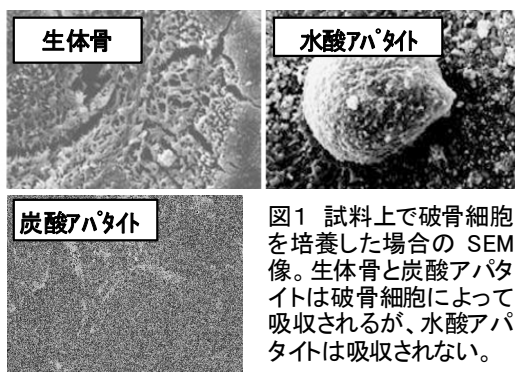 生体骨
水酸アパタイト
炭酸アパタイト
図1 試料上で破骨細胞
を培養した場合の SEM
像。生体骨と炭酸アパタ
イトは破骨細胞によって
吸収されるが、水酸アパ
タイトは吸収されない。